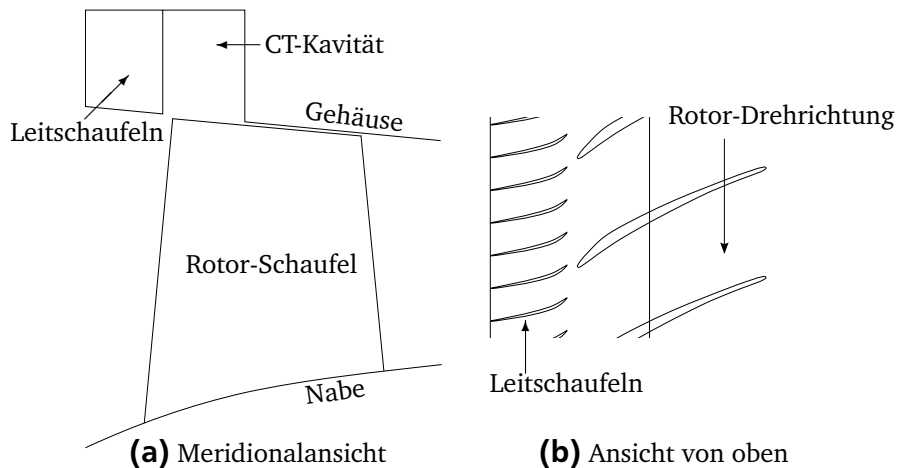 CT-Kavität
Leitschaufeln
Gehäuse
Rotor-Schaufel
Nabe
(a) Meridionalansicht
Rotor-Drehrichtung
Leitschaufeln
(b) Ansicht von oben